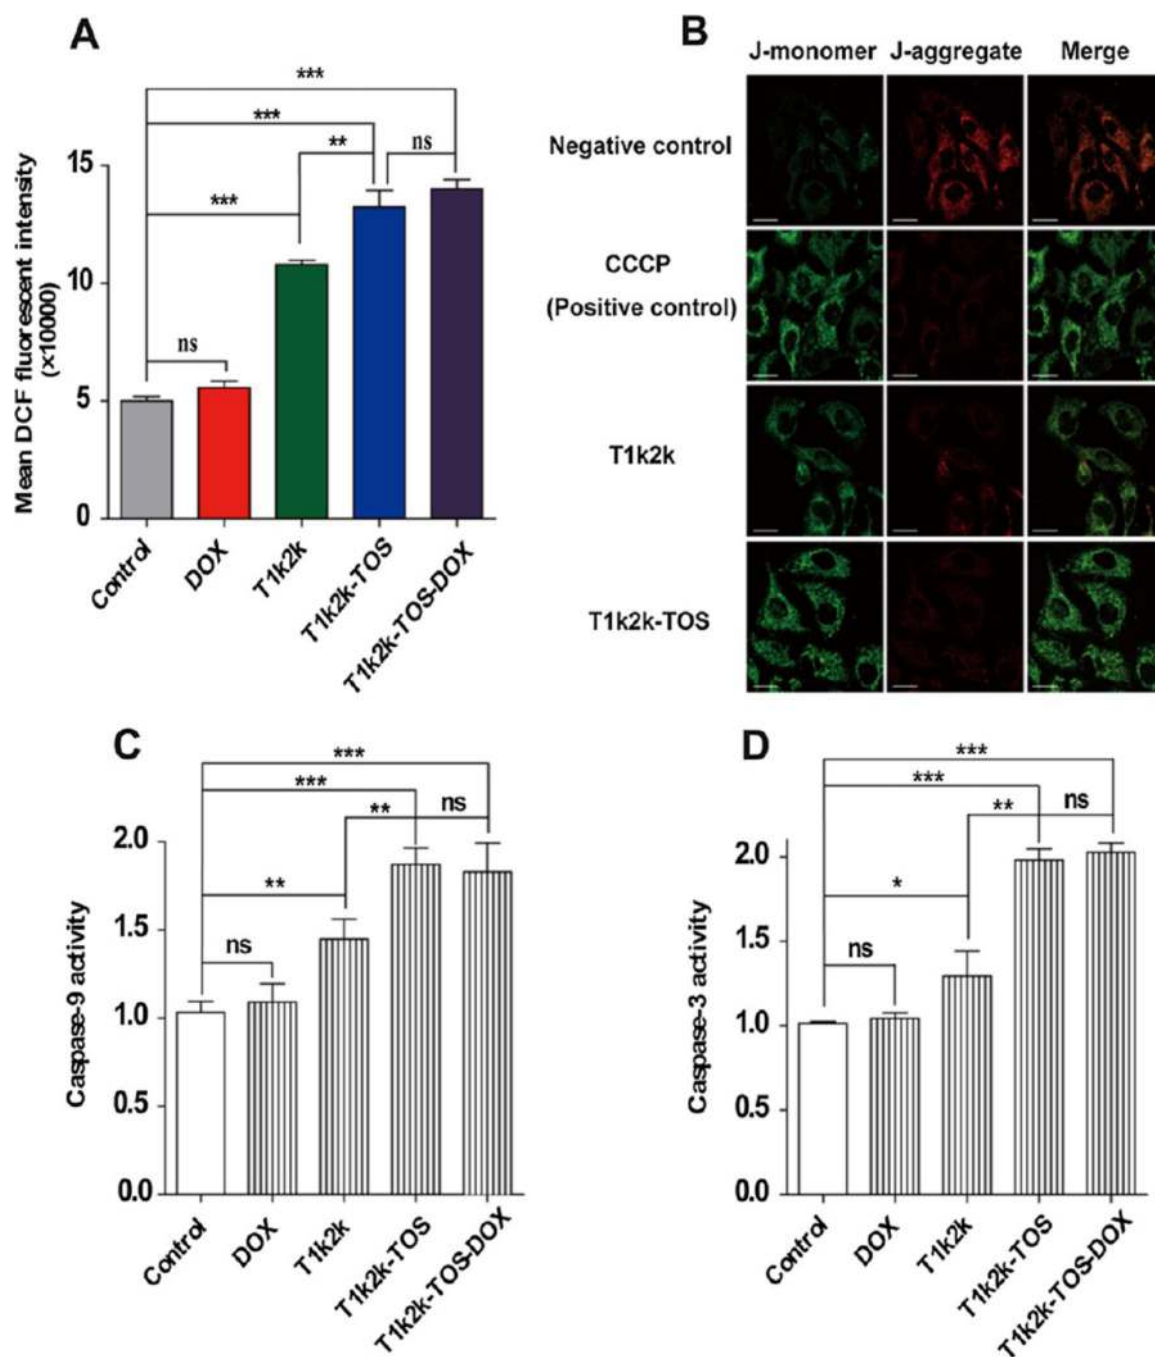 A
***
***
**
ns
***
ns
15
10
5
0
Mean DCF fluorescent intensity
(×10000)
Control
DOX
T1k2k
T1k2k-TOS
T1k2k-TOS-DOX
B
J-monomer J-aggregate Merge
Negative control
CCCP
(Positive control)
T1k2k
T1k2k-TOS
C
***
***
**
ns
**
ns
2.0
1.5
1.0
0.5
0.0
Caspase-9 activity
Control
DOX
T1k2k
T1k2k-TOS
T1k2k-TOS-DOX
D
***
***
**
ns
*
ns
2.0
1.5
1.0
0.5
0.0
Caspase-3 activity
Control
DOX
T1k2k
T1k2k-TOS
T1k2k-TOS-DOX